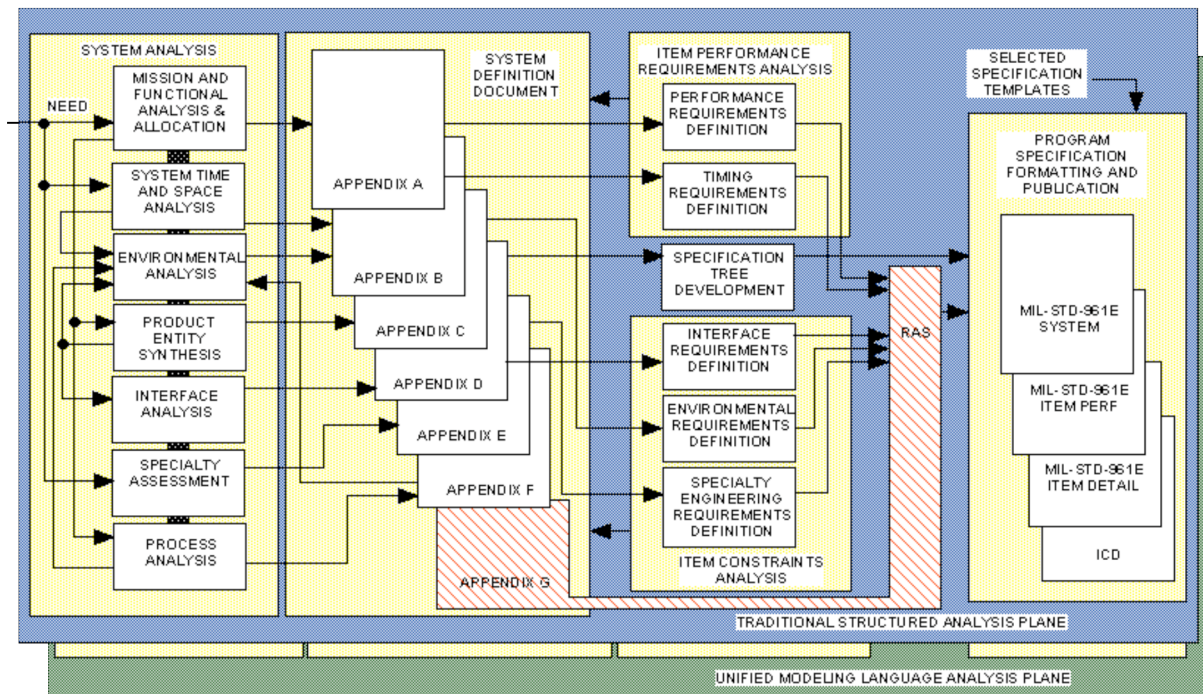 SYSTEM ANALYSIS
NEED
MISSION AND
FUNCTIONAL
ANALYSIS &
ALLOCATION
SYSTEM TIME
AND SPACE
ANALYSIS
ENVIRONMENTAL
ANALYSIS
PRODUCT
ENTITY
SYNTHESIS
INTERFACE
ANALYSIS
SPECIALTY
ASSESSMENT
PROCESS
ANALYSIS
SYSTEM
DEFINITION
DOCUMENT
APPENDIX A
APPENDIX B
APPENDIX C
APPENDIX D
APPENDIX E
APPENDIX F
APPENDIX G
ITEM PERFORMANCE
REQUIREMENTS ANALYSIS
PERFORMANCE
REQUIREMENTS
DEFINITION
TIMING
REQUIREMENTS
DEFINITION
SPECIFICATION
TREE
DEVELOPMENT
INTERFACE
REQUIREMENTS
DEFINITION
ENVIRONMENTAL
REQUIREMENTS
DEFINITION
SPECIALTY
ENGINEERING
REQUIREMENTS
DEFINITION
ITEM CONSTRAINTS
ANALYSIS
RAS
SELECTED
SPECIFICATION
TEMPLATES
PROGRAM
SPECIFICATION
FORMATTING AND
PUBLICATION
MIL-STD-961E
SYSTEM
MIL-STD-961E
ITEM PERF
MIL-STD-961E
ITEM DETAIL
ICD
TRADITIONAL STRUCTURED ANALYSIS PLANE
UNIFIED MODELING LANGUAGE ANALYSIS PLANE